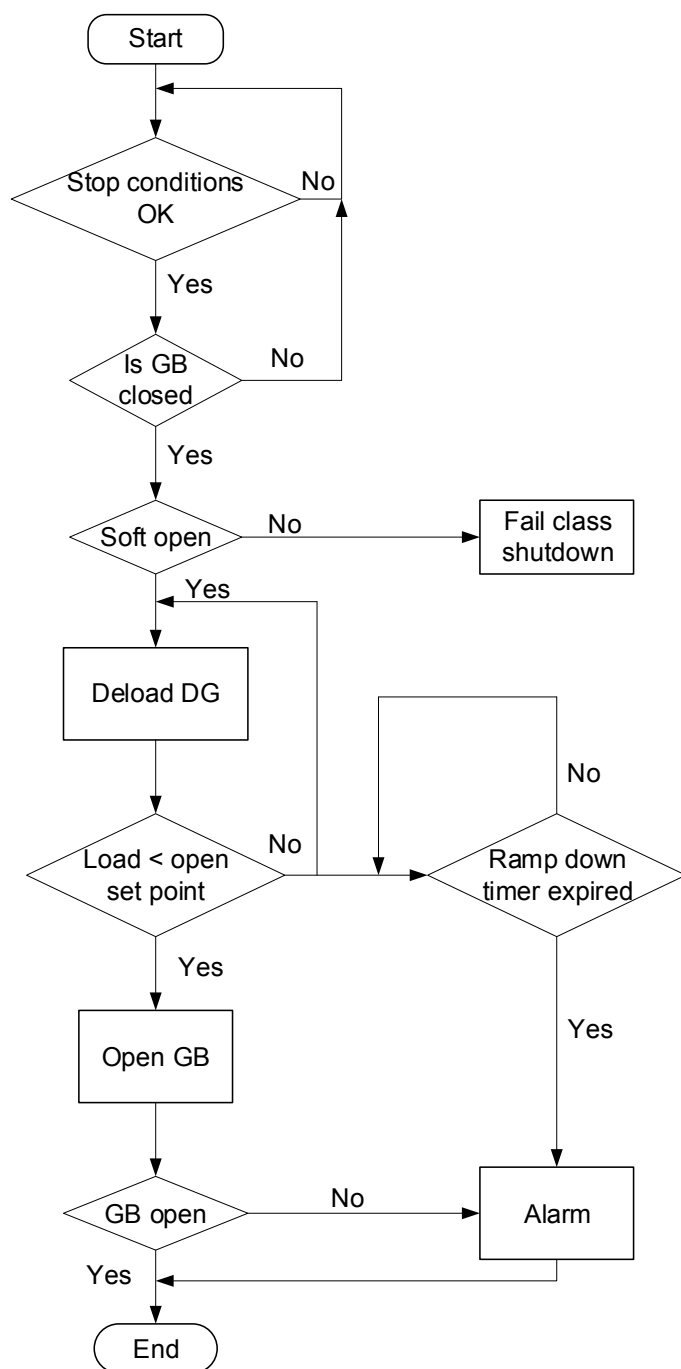 Start
Stop conditions
OK
No
Yes
Is GB
closed
No
Yes
Soft open
No
Fail class
shutdown
Yes
Deload DG
No
Load < open
set point
No
Ramp down
timer expired
Yes
Open GB
Yes
GB open
No
Alarm
Yes
End